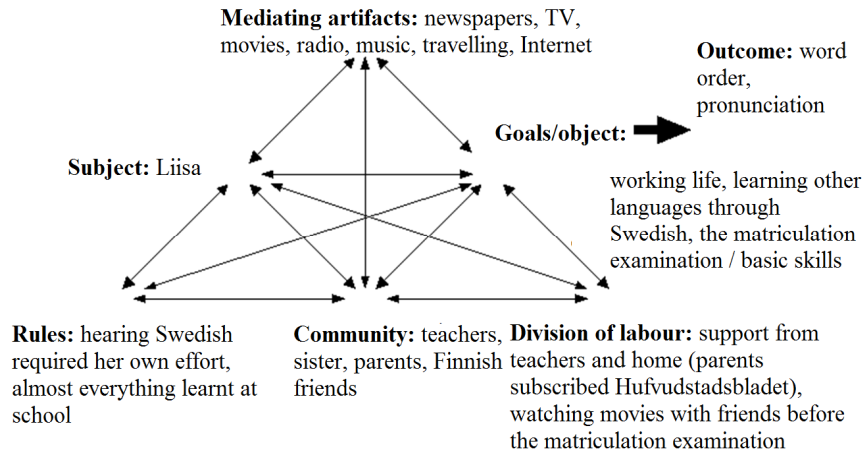 Mediating artifacts: newspapers, TV,
movies, radio, music, travelling, Internet
Outcome: word
order,
pronunciation
Goals/object:
Subject: Liisa
working life, learning other
languages through
Swedish, the matriculation
examination / basic skills
Rules: hearing Swedish
required her own effort,
almost everything learnt at
school
Community: teachers,
sister, parents, Finnish
friends
Division of labour: support from
teachers and home (parents
subscribed Hufvudstadsbladet),
watching movies with friends before
the matriculation examination